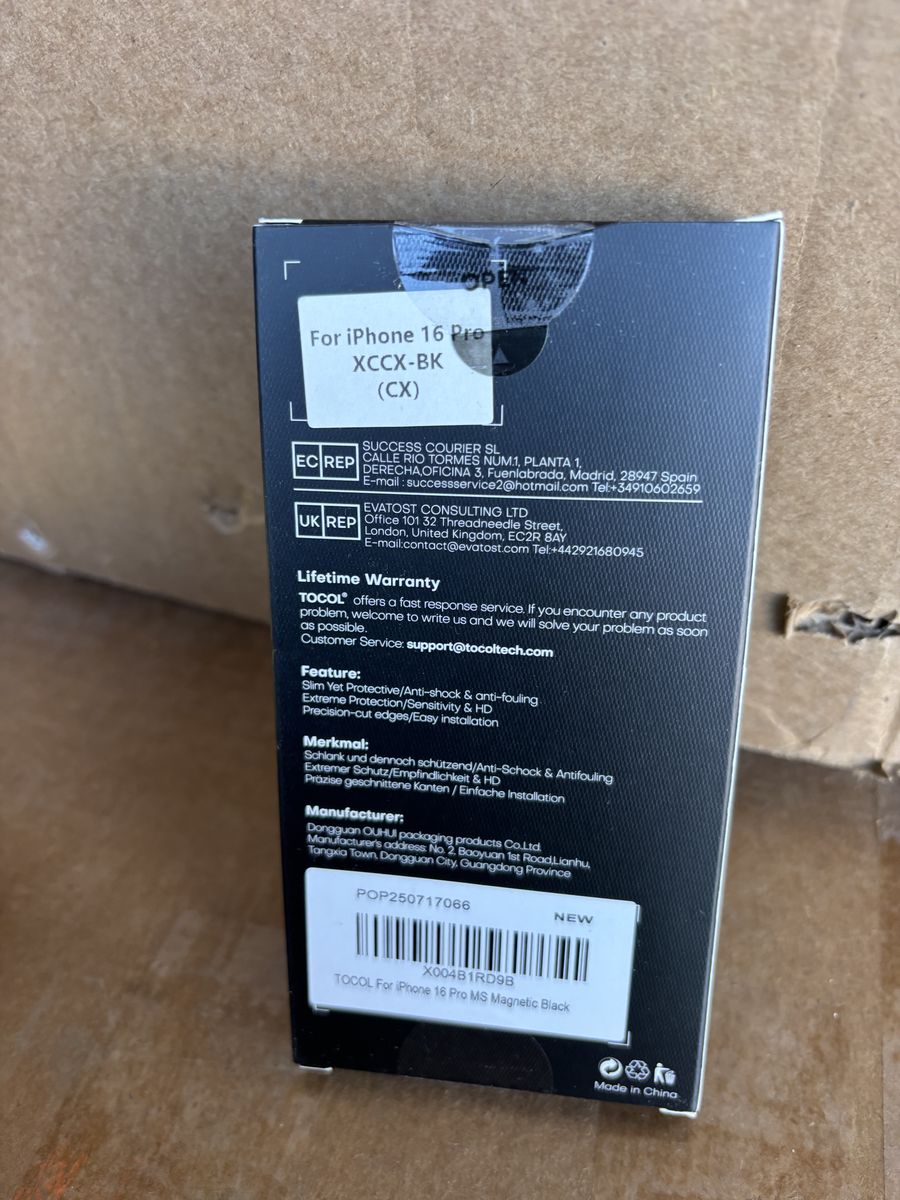 OPEN
For iPhone 16 Pro
XCCX-BK
(CX)
EC REP
SUCCESS COURIER SL
CALLE RIO TORMES NUM.1, PLANTA 1,
DERECHA,OFICINA 3, Fuenlabrada, Madrid, 28947 Spain
E-mail : successservice2@hotmail.com Tel:+34910602659
UK REP
EVATOST CONSULTING LTD
Office 101 32 Threadneedle Street,
London, United Kingdom, EC2R 8AY
E-mail:contact@evatost.com Tel:+442921680945
Lifetime Warranty
TOCOL® offers a fast response service. If you encounter any product
problem, welcome to write us and we will solve your problem as soon
as possible.
Customer Service: support@tocoltech.com
Feature:
Slim Yet Protective/Anti-shock & anti-fouling
Extreme Protection/Sensitivity & HD
Precision-cut edges/Easy installation
Merkmal:
Schlank und dennoch schützend/Anti-Schock & Antifouling
Extremer Schutz/Empfindlichkeit & HD
Präzise geschnittene Kanten / Einfache Installation
Manufacturer:
Dongguan OUHUI packaging products Co.,Ltd.
Manufacturer's address: No. 2, Baoyuan 1st Road,Lianhu,
Tangxia Town, Dongguan City, Guangdong Province
POP250717066
NEW
X004B1RD9B
TOCOL For iPhone 16 Pro MS Magnetic Black
Made in China